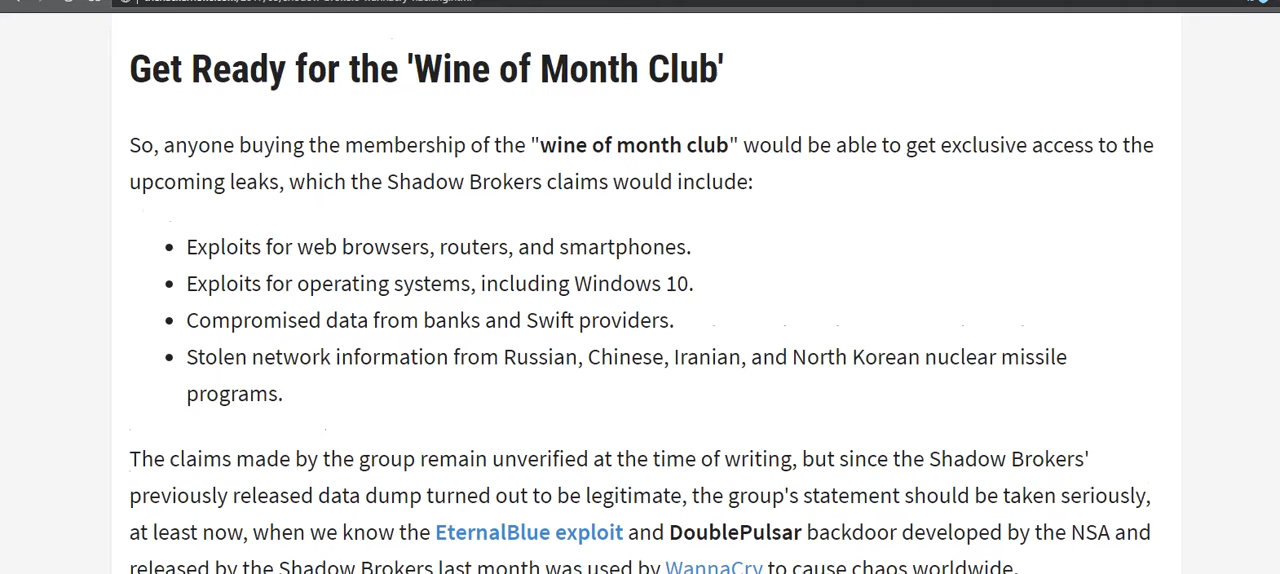 Get Ready for the 'Wine of Month Club'
So, anyone buying the membership of the "wine of month club" would be able to get exclusive access to the
upcoming leaks, which the Shadow Brokers claims would include:
• Exploits for web browsers, routers, and smartphones.
• Exploits for operating systems, including Windows 10.
• Compromised data from banks and Swift providers.
• Stolen network information from Russian, Chinese, Iranian, and North Korean nuclear missile
programs.
The claims made by the group remain unverified at the time of writing, but since the Shadow Brokers'
previously released data dump turned out to be legitimate, the group's statement should be taken seriously,
at least now, when we know the EternalBlue exploit and DoublePulsar backdoor developed by the NSA and
released by the Shadow Brokers last month was used by WannaCry to cause chaos worldwide.